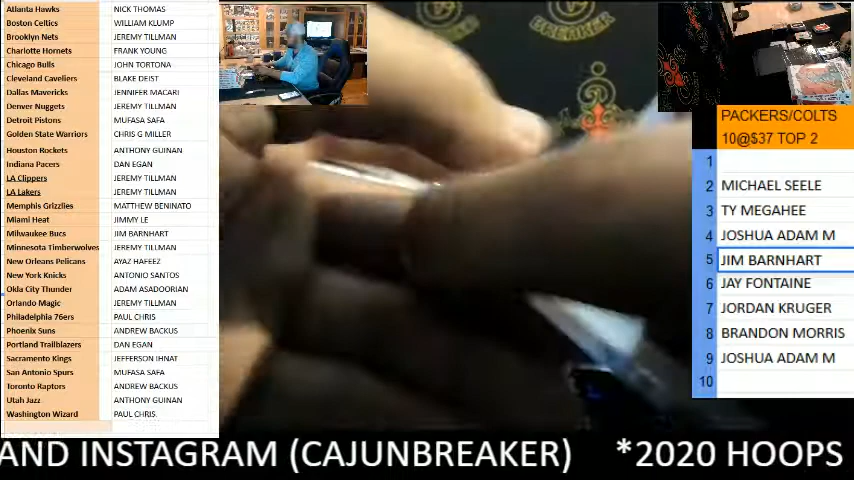 Atlanta Hawks NICK THOMAS
Boston Celtics WILLIAM KLUMP
Brooklyn Nets JEREMY TILLMAN
Charlotte Hornets FRANK YOUNG
Chicago Bulls JOHN TORTONA
Cleveland Caveliers BLAKE DEIST
Dallas Mavericks JENNIFER MACARI
Denver Nuggets JEREMY TILLMAN
Detroit Pistons MUFASA SAFA
Golden State Warriors CHRIS G MILLER
Houston Rockets ANTHONY GUINAN
Indiana Pacers DAN EGAN
LA Clippers JEREMY TILLMAN
LA Lakers JEREMY TILLMAN
Memphis Grizzlies MATTHEW BENINATO
Miami Heat JIMMY LE
Milwaukee Bucs JIM BARNHART
Minnesota Timberwolves JEREMY TILLMAN
New Orleans Pelicans AYAZ HAFEEZ
New York Knicks ANTONIO SANTOS
Okla City Thunder ADAM ASADOORIAN
Orlando Magic JEREMY TILLMAN
Philadelphia 76ers PAUL CHRIS
Phoenix Suns ANDREW BACKUS
Portland Trailblazers DAN EGAN
Sacramento Kings JEFFERSON IHNAT
San Antonio Spurs MUFASA SAFA
Toronto Raptors ANDREW BACKUS
Utah Jazz ANTHONY GUINAN
Washington Wizard PAUL CHRIS
BREAKER
PACKERS/COLTS
10@$37 TOP 2
1
2 MICHAEL SEELE
3 TY MEGAHEE
4 JOSHUA ADAM M
5 JIM BARNHART
6 JAY FONTAINE
7 JORDAN KRUGER
8 BRANDON MORRIS
9 JOSHUA ADAM M
10
AND INSTAGRAM (CAJUNBREAKER) *2020 HOOPS